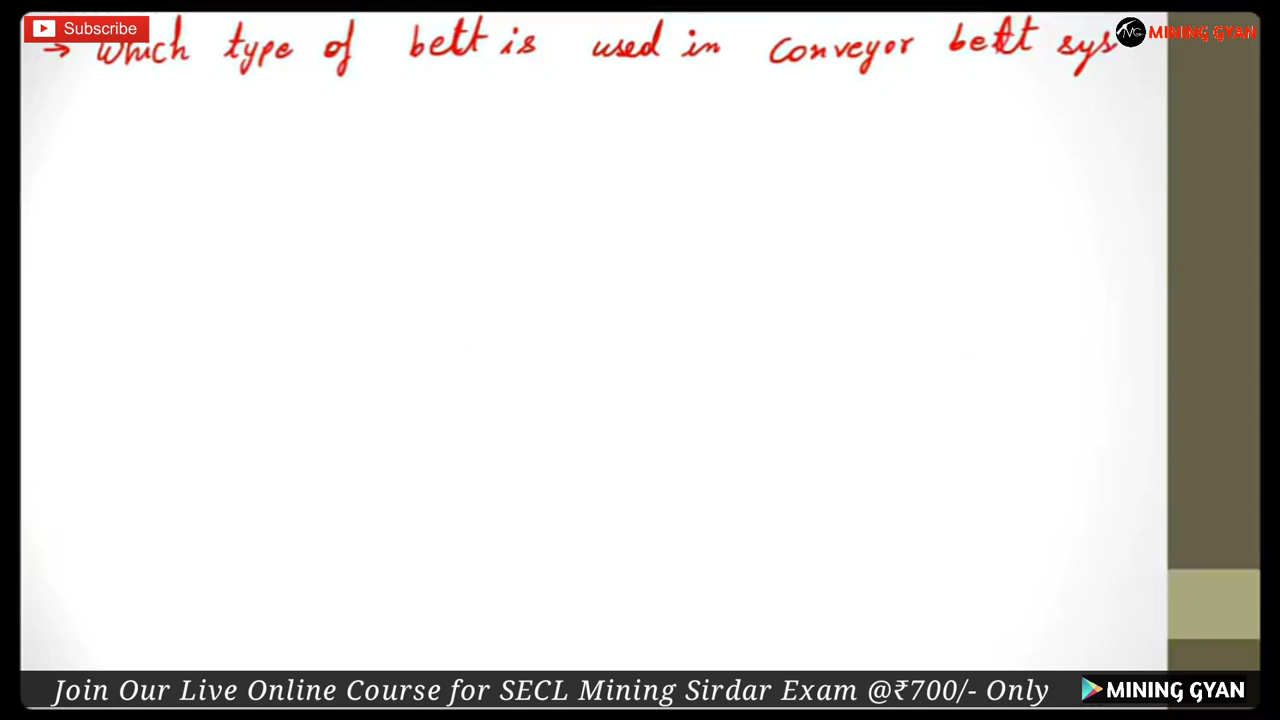 Subscribe
→ which type of belt is used in conveyor belt sys
MINING GYAN
Join Our Live Online Course for SECL Mining Sirdar Exam @₹700/- Only
MINING GYAN